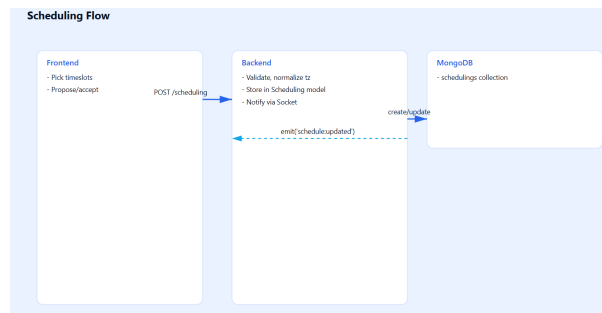 Scheduling Flow
Frontend
- Pick timeslots
- Propose/accept
POST /scheduling
Backend
- Validate, normalize tz
- Store in Scheduling model
- Notify via Socket
emit('schedule:updated')
create/update
MongoDB
- schedulings collection